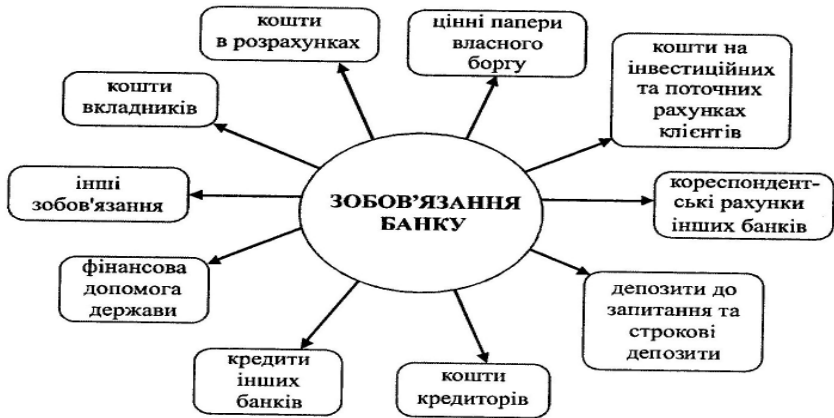 кошти
в розрахунках
цінні папери
власного
боргу
кошти на
інвестиційних
та поточних
рахунках
клієнтів
кошти
вкладників
ЗОБОВ'ЯЗАННЯ
БАНКУ
інші
зобов'язання
кореспондент-
ські рахунки
інших банків
фінансова
допомога
держави
депозити до
запитання та
строкові
депозити
кредити
інших
банків
кошти
кредиторів